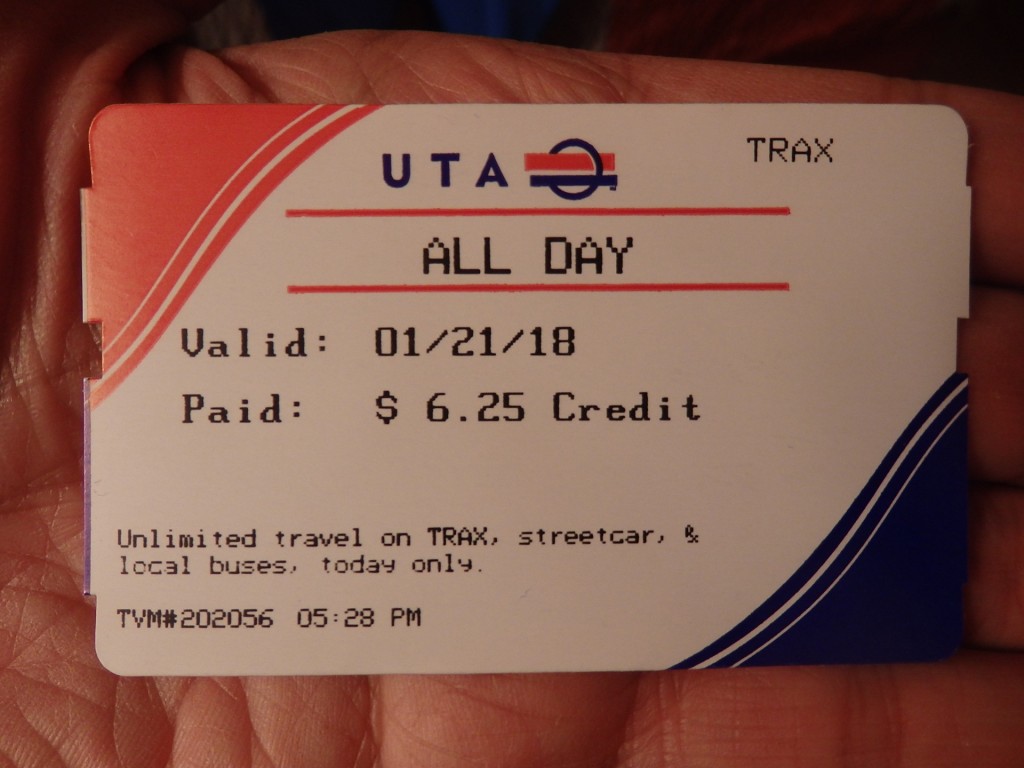 UTA
TRAX
ALL DAY
Valid: 01/21/18
Paid: $ 6.25 Credit
Unlimited travel on TRAX, streetcar, &
local buses, today only.
TVM#202056 05:28 PM